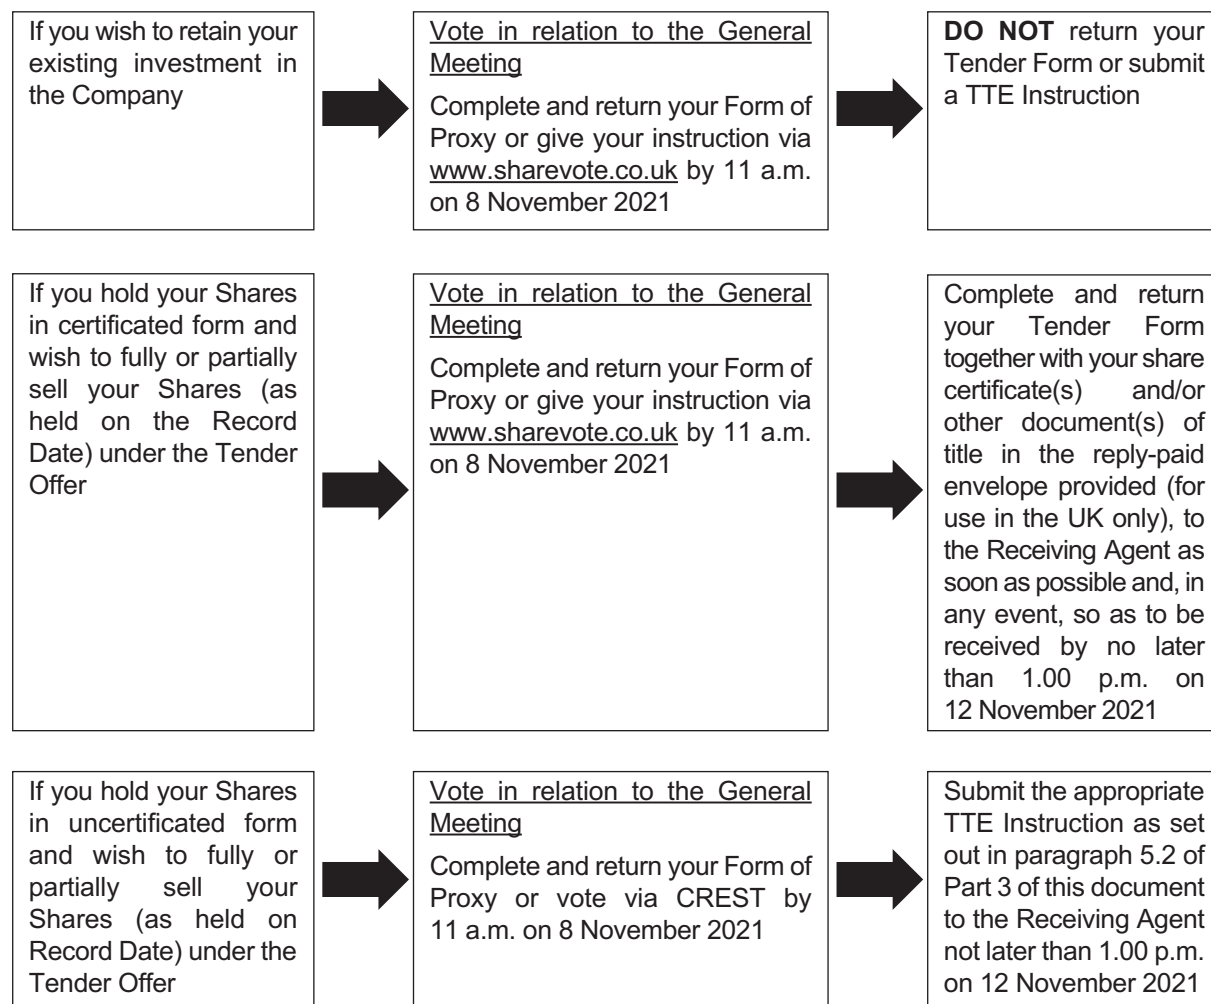 If you wish to retain your
existing investment in
the Company
Vote in relation to the General
Meeting
Complete and return your Form of
Proxy or give your instruction via
www.sharevote.co.uk by 11 a.m.
on 8 November 2021
DO NOT return your
Tender Form or submit
a TTE Instruction
If you hold your Shares
in certificated form and
wish to fully or partially
sell your Shares (as
held on the Record
Date) under the Tender
Offer
Vote in relation to the General
Meeting
Complete and return your Form of
Proxy or give your instruction via
www.sharevote.co.uk by 11 a.m.
on 8 November 2021
Complete and return
your Tender Form
together with your share
certificate(s) and/or
other document(s) of
title in the reply-paid
envelope provided (for
use in the UK only), to
the Receiving Agent as
soon as possible and, in
any event, so as to be
received by no later
than 1.00 p.m. on
12 November 2021
If you hold your Shares
in uncertificated form
and wish to fully or
partially sell your
Shares (as held on
Record Date) under the
Tender Offer
Vote in relation to the General
Meeting
Complete and return your Form of
Proxy or vote via CREST by
11 a.m. on 8 November 2021
Submit the appropriate
TTE Instruction as set
out in paragraph 5.2 of
Part 3 of this document
to the Receiving Agent
not later than 1.00 p.m.
on 12 November 2021